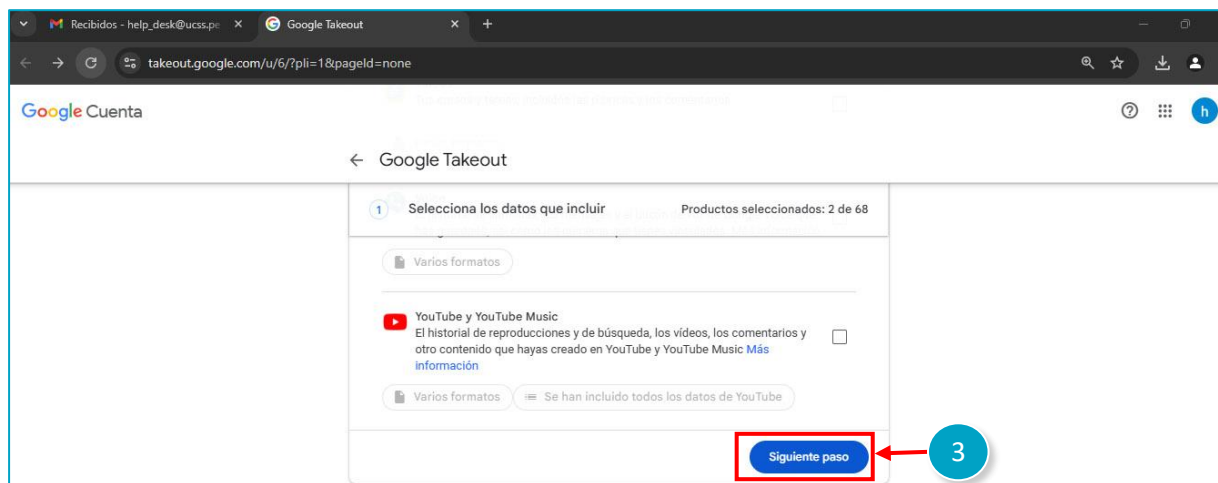 Recibidos - help_desk@ucss.pe
Google Takeout
takeout.google.com/u/6/?pli=1&pageId=none
Google Cuenta
h
Google Takeout
1 Selecciona los datos que incluir Productos seleccionados: 2 de 68
Varios formatos
YouTube y YouTube Music
El historial de reproducciones y de búsqueda, los vídeos, los comentarios y
otro contenido que hayas creado en YouTube y YouTube Music Más
información
Varios formatos
Se han incluido todos los datos de YouTube
Siguiente paso
3